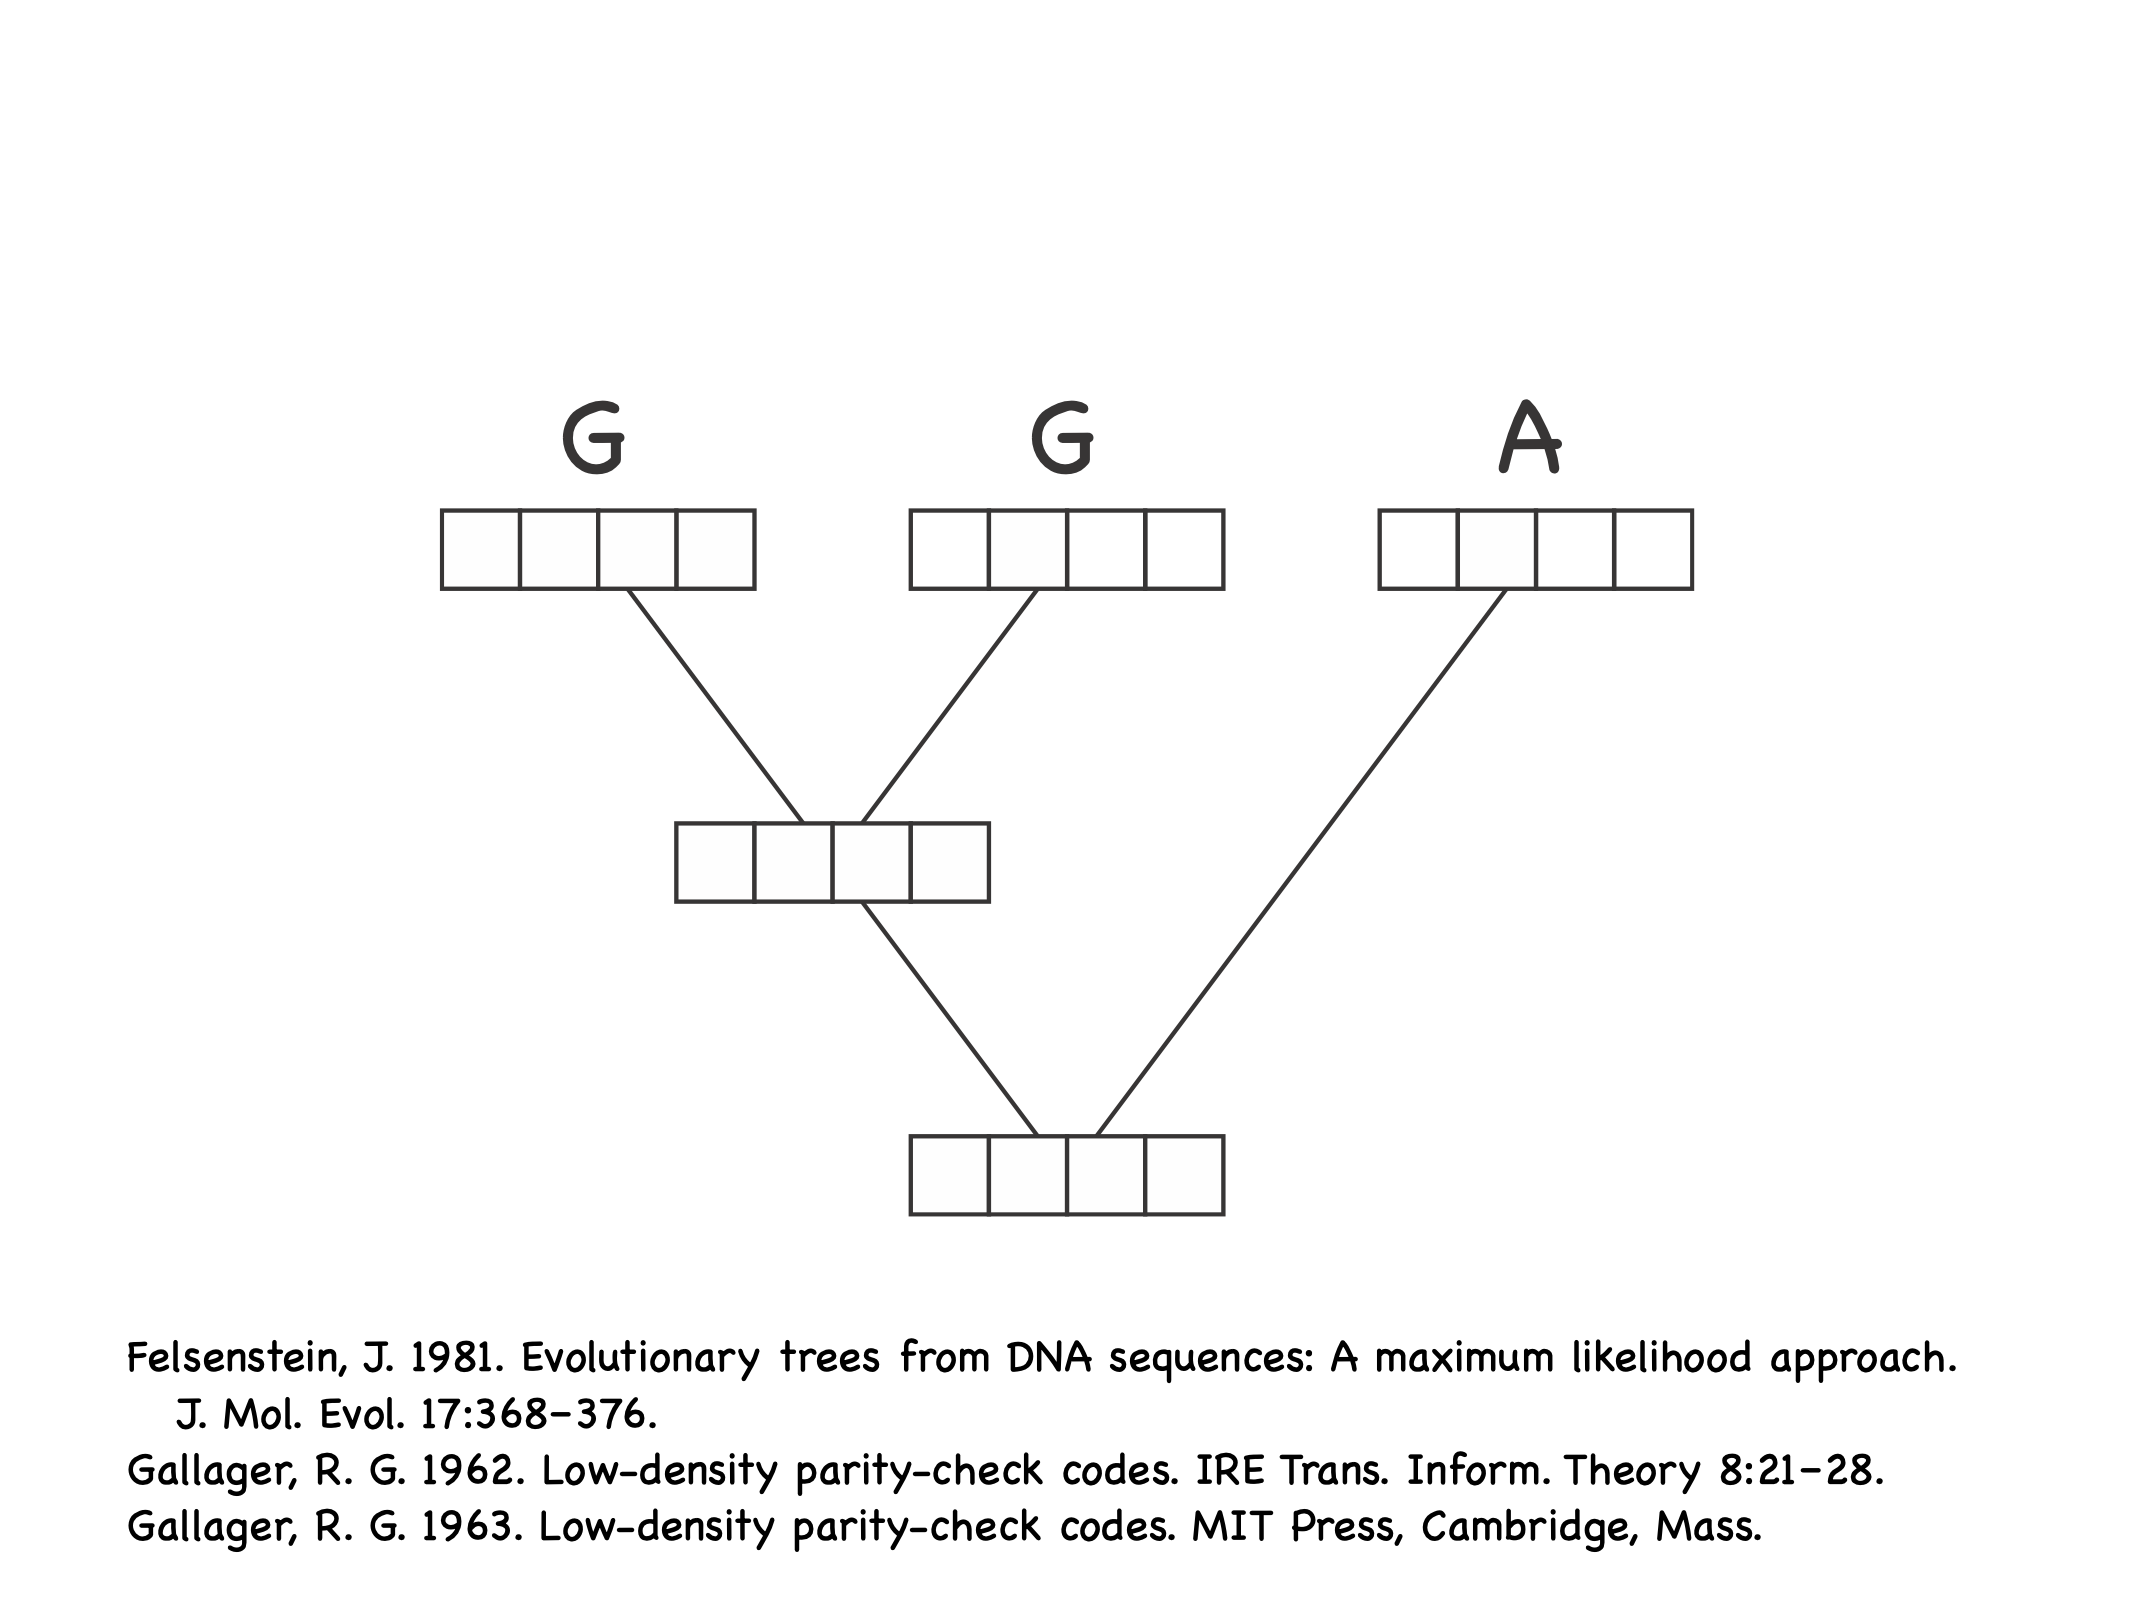 G G A
Felsenstein, J. 1981. Evolutionary trees from DNA sequences: A maximum likelihood approach.
J. Mol. Evol. 17:368–376.
Gallager, R. G. 1962. Low-density parity-check codes. IRE Trans. Inform. Theory 8:21–28.
Gallager, R. G. 1963. Low-density parity-check codes. MIT Press, Cambridge, Mass.